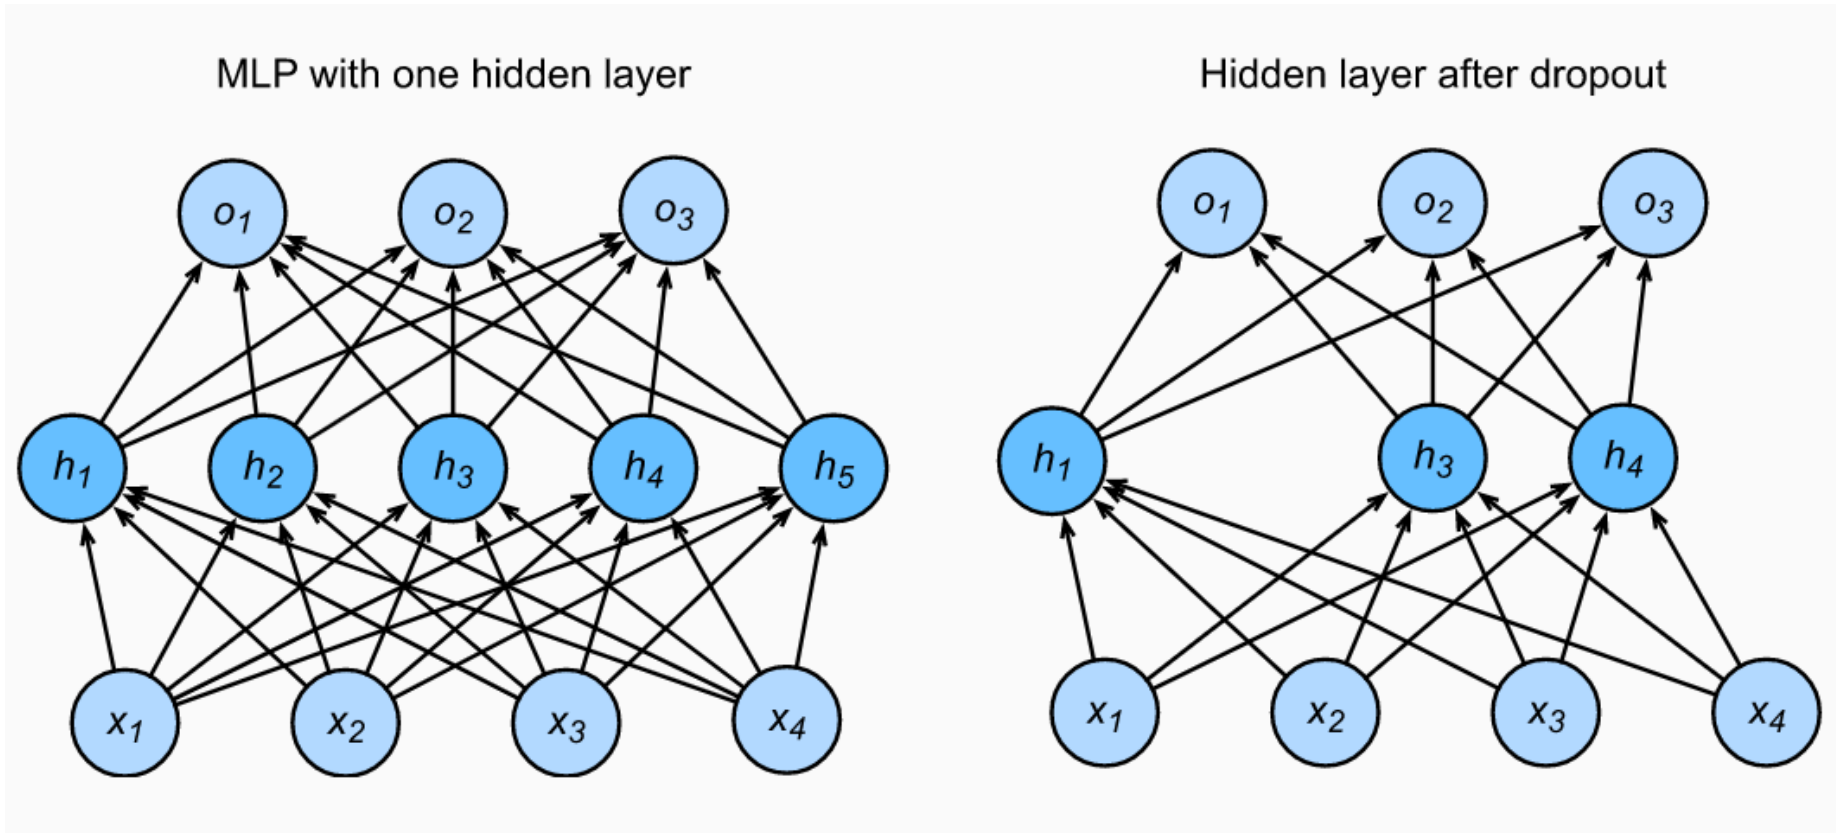 MLP with one hidden layer
Hidden layer after dropout
o1 o2 o3
h1 h2 h3 h4 h5
x1 x2 x3 x4
o1 o2 o3
h1 h3 h4
x1 x2 x3 x4